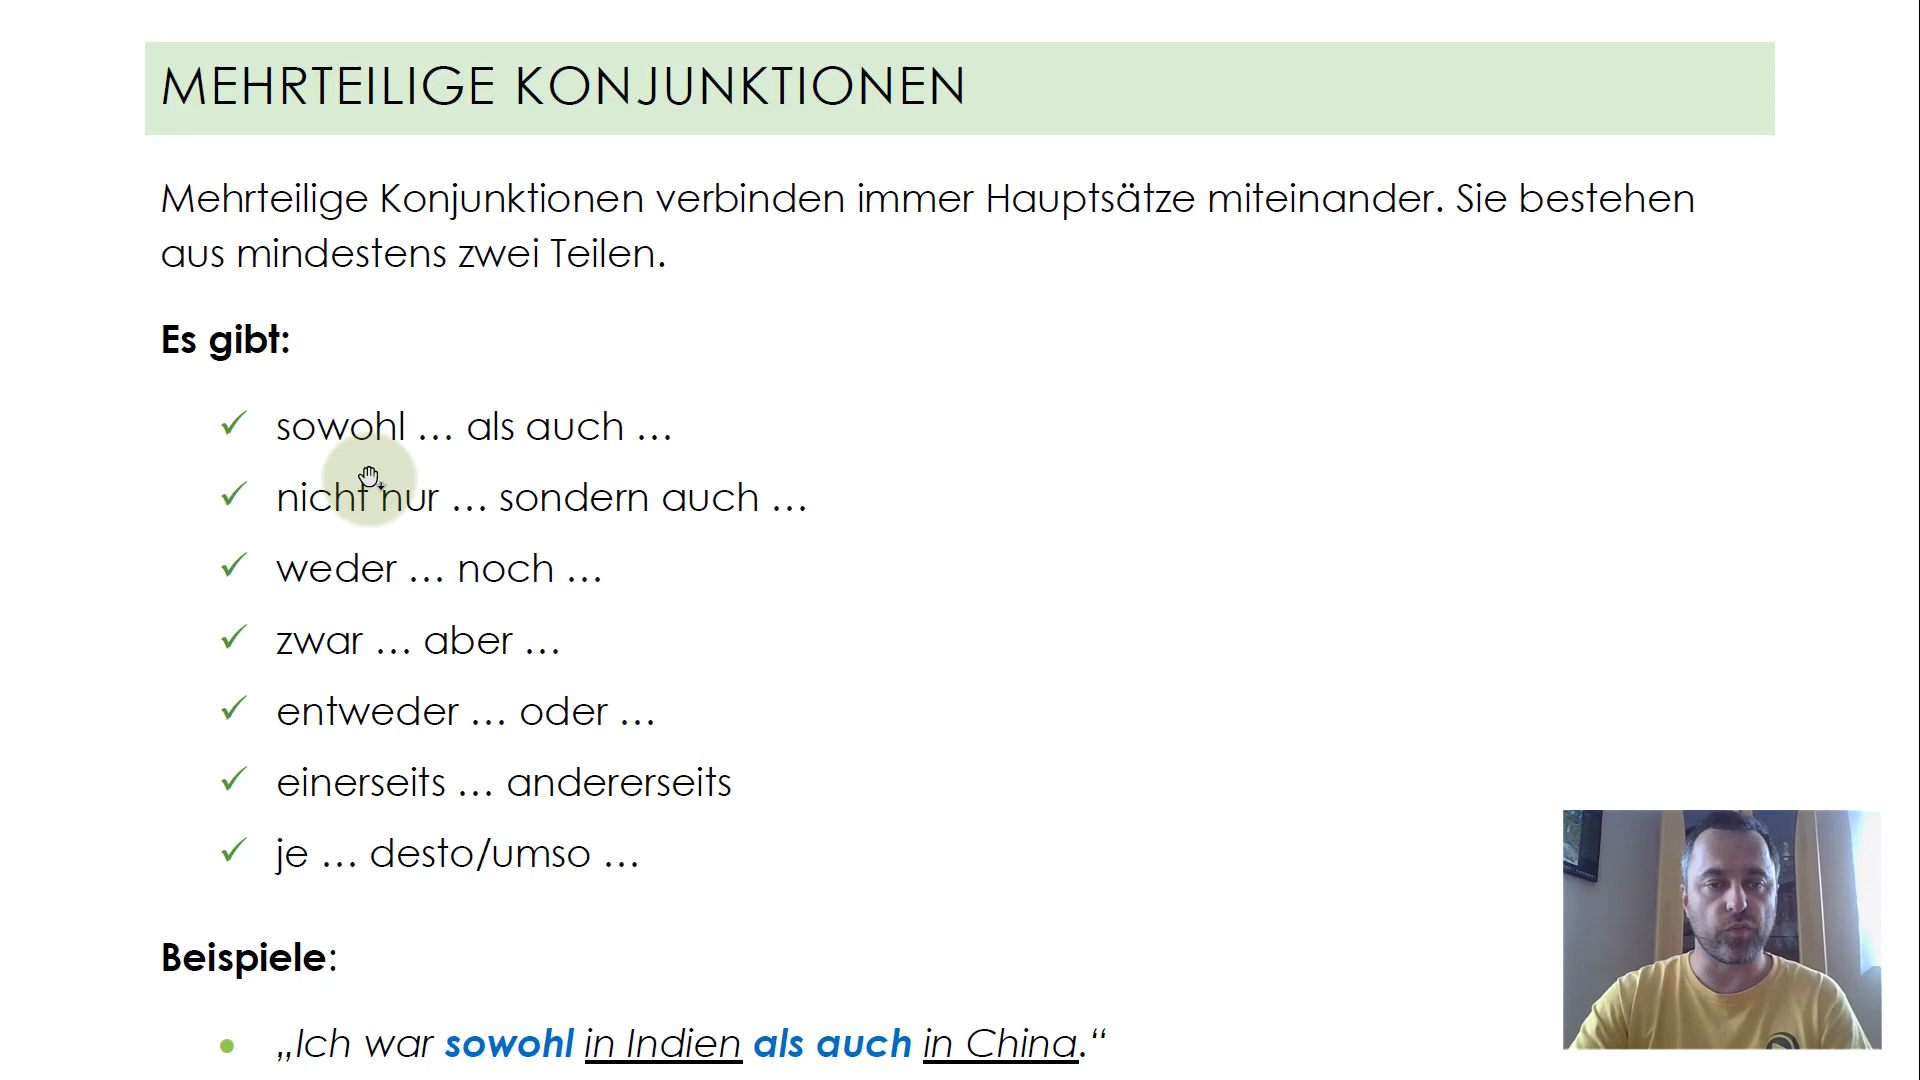 MEHRTEILIGE KONJUNKTIONEN
Mehrteilige Konjunktionen verbinden immer Hauptsätze miteinander. Sie bestehen
aus mindestens zwei Teilen.
Es gibt:
✓ sowohl … als auch …
✓ nicht nur … sondern auch …
✓ weder … noch …
✓ zwar … aber …
✓ entweder … oder …
✓ einerseits … andererseits
✓ je … desto/umso …
Beispiele:
• „Ich war sowohl in Indien als auch in China.“